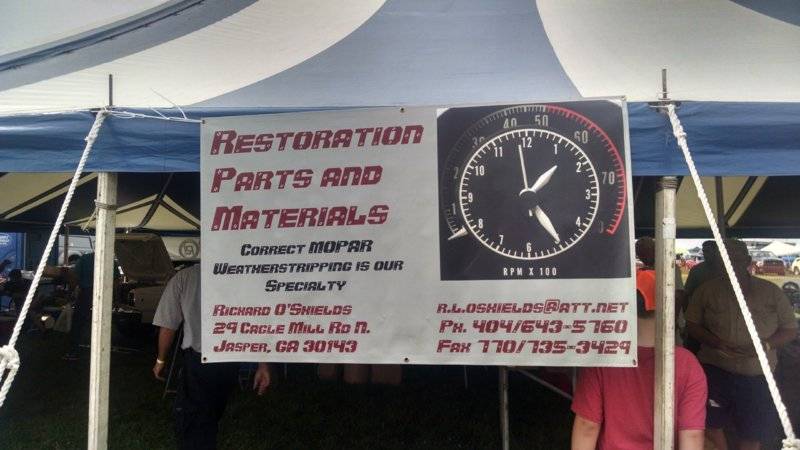 Restoration
Parts and
Materials
Correct MOPAR
Weatherstripping is our
Specialty
Richard O'Shields
29 Cagle Mill Rd N.
Jasper, GA 30143
R.L.OSHIELDS@ATT.NET
Ph. 404/643-5760
Fax 770/735-3429
30 40 50 60 70 8
12 1 2 3 4 5 6 7 8 9 10 11
RPM X 100